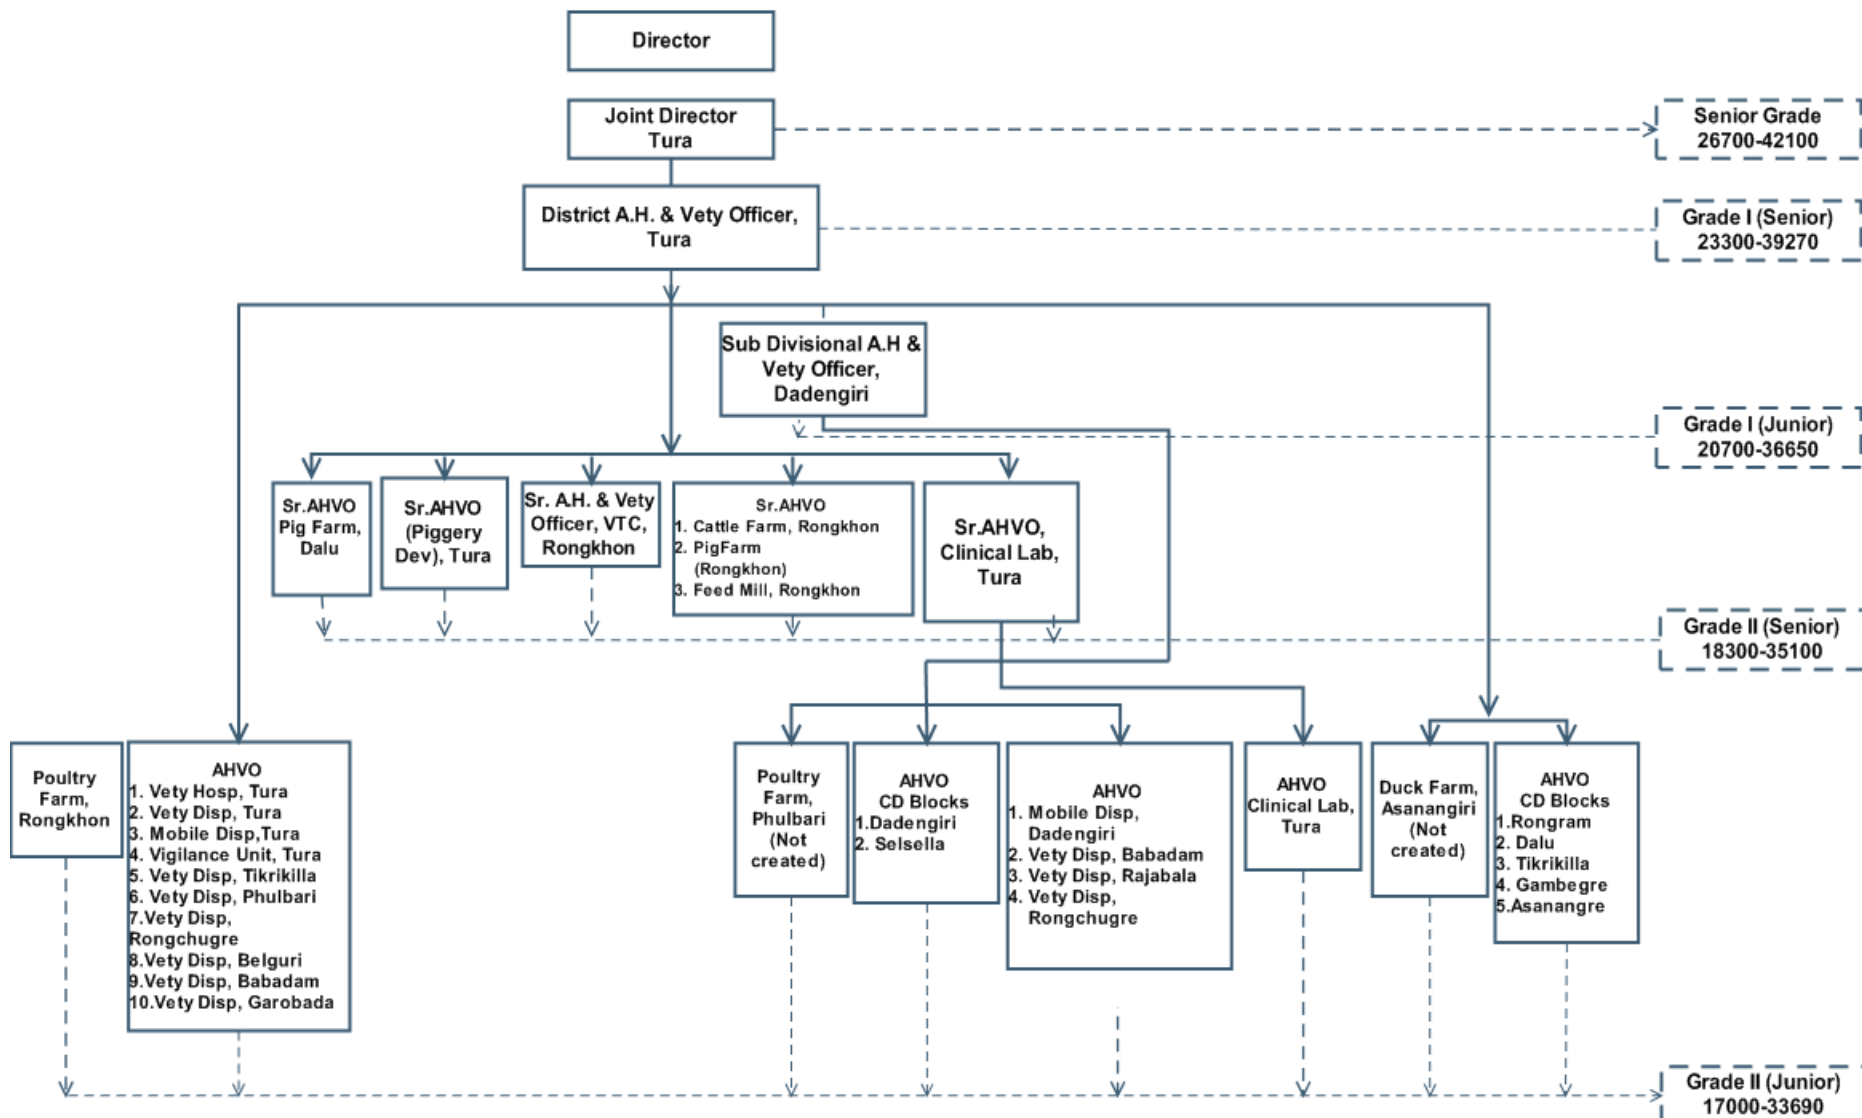 Director
Joint Director
Tura
Senior Grade
26700-42100
District A.H. & Vety Officer,
Tura
Grade I (Senior)
23300-39270
Sub Divisional A.H &
Vety Officer,
Dadengiri
Grade I (Junior)
20700-36650
Sr.AHVO
Pig Farm,
Dalu
Sr.AHVO
(Piggery
Dev), Tura
Sr. A.H. & Vety
Officer, VTC,
Rongkhon
Sr.AHVO
1. Cattle Farm, Rongkhon
2. PigFarm
(Rongkhon)
3. Feed Mill, Rongkhon
Sr.AHVO,
Clinical Lab,
Tura
Grade II (Senior)
18300-35100
Poultry
Farm,
Rongkhon
AHVO
1. Vety Hosp, Tura
2. Vety Disp, Tura
3. Mobile Disp,Tura
4. Vigilance Unit, Tura
5. Vety Disp, Tikrikilla
6. Vety Disp, Phulbari
7.Vety Disp,
Rongchugre
8.Vety Disp, Belguri
9.Vety Disp, Babadam
10.Vety Disp, Garobada
Poultry
Farm,
Phulbari
(Not
created)
AHVO
CD Blocks
1.Dadengiri
2. Selsella
AHVO
1. Mobile Disp,
Dadengiri
2. Vety Disp, Babadam
3. Vety Disp, Rajabala
4. Vety Disp,
Rongchugre
AHVO
Clinical Lab,
Tura
Duck Farm,
Asanangiri
(Not
created)
AHVO
CD Blocks
1.Rongram
2. Dalu
3. Tikrikilla
4. Gambegre
5.Asanangre
Grade II (Junior)
17000-33690